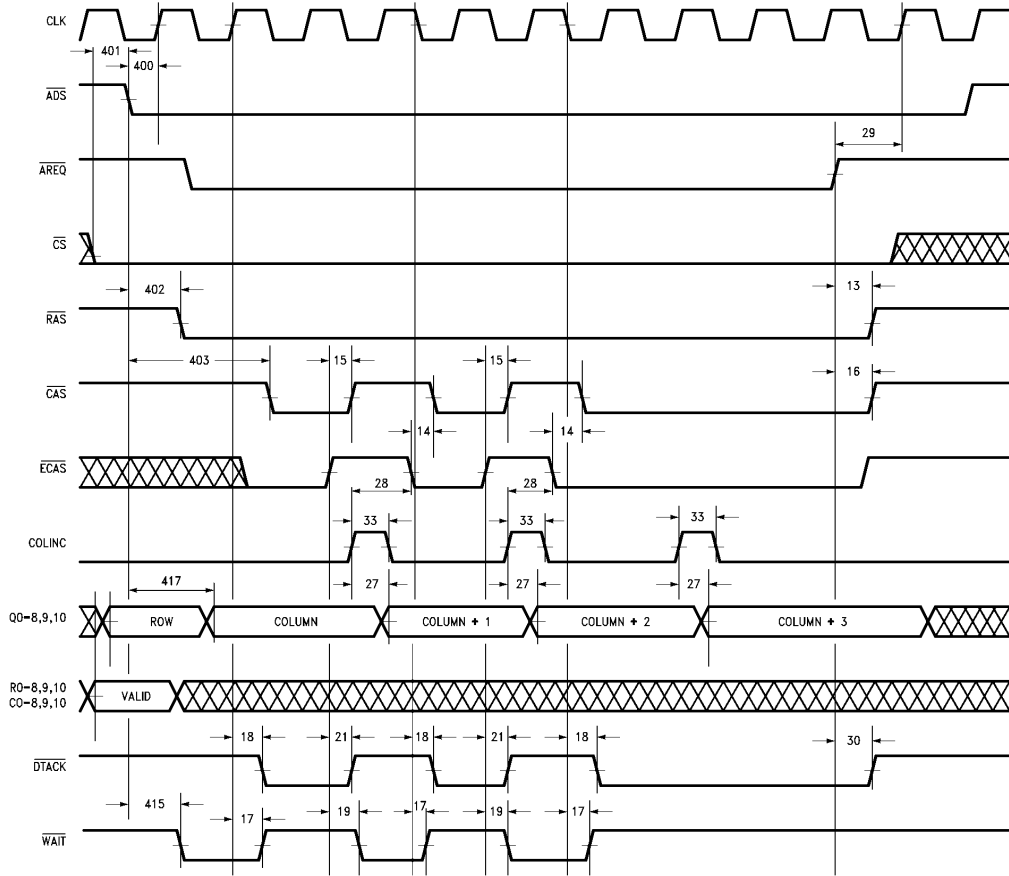 CLK
401
400
ADS
29
AREQ
CS
402
13
RAS
403
15
15
16
CAS
14
14
ECAS
28
28
33
33
33
COLINC
417
27
27
27
Q0-8,9,10
ROW
COLUMN
COLUMN + 1
COLUMN + 2
COLUMN + 3
R0-8,9,10
C0-8,9,10
VALID
18
21
18
21
18
30
DTACK
415
17
19
17
19
17
WAIT